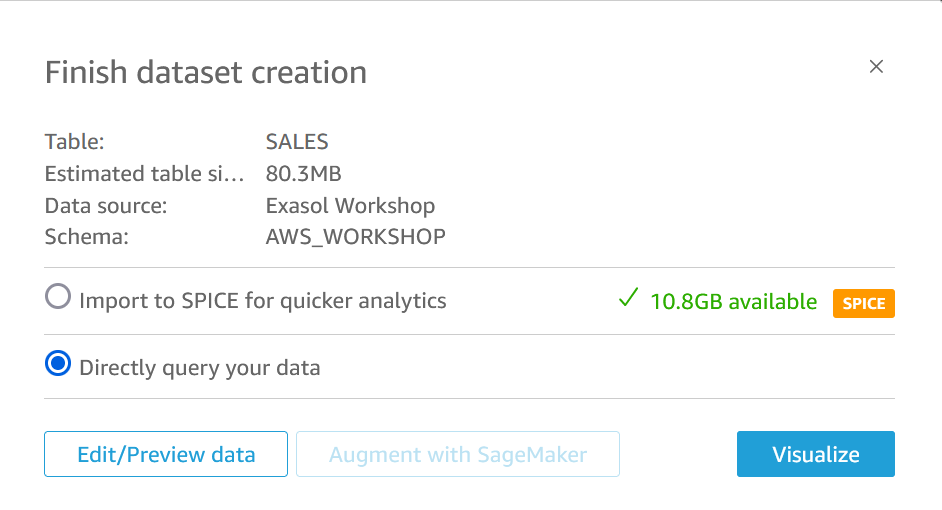 Finish dataset creation
Table: SALES
Estimated table si... 80.3MB
Data source: Exasol Workshop
Schema: AWS_WORKSHOP
Import to SPICE for quicker analytics 10.8GB available SPICE
Directly query your data
Edit/Preview data Augment with SageMaker Visualize